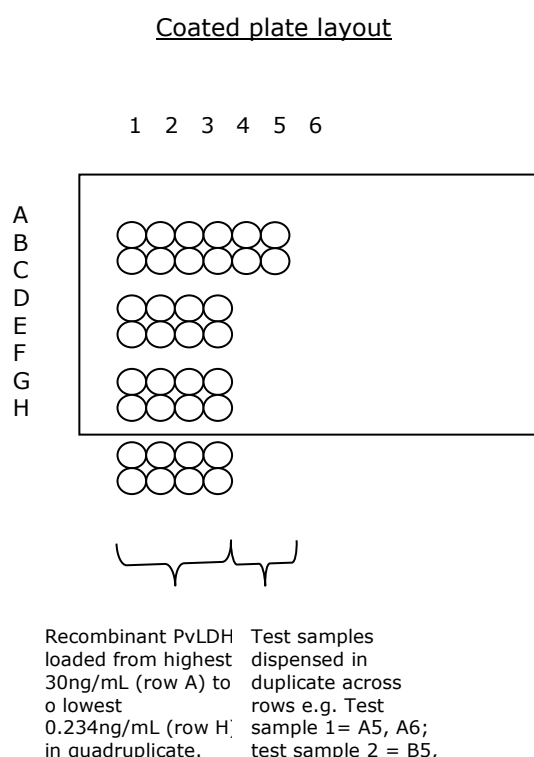 Coated plate layout
1 2 3 4 5 6
A
B
C
D
E
F
G
H
Recombinant PvLDH
loaded from highest
30ng/mL (row A) to
o lowest
0.234ng/mL (row H)
in quadruplicate.
Test samples
dispensed in
duplicate across
rows e.g. Test
sample 1= A5, A6;
test sample 2 = B5,